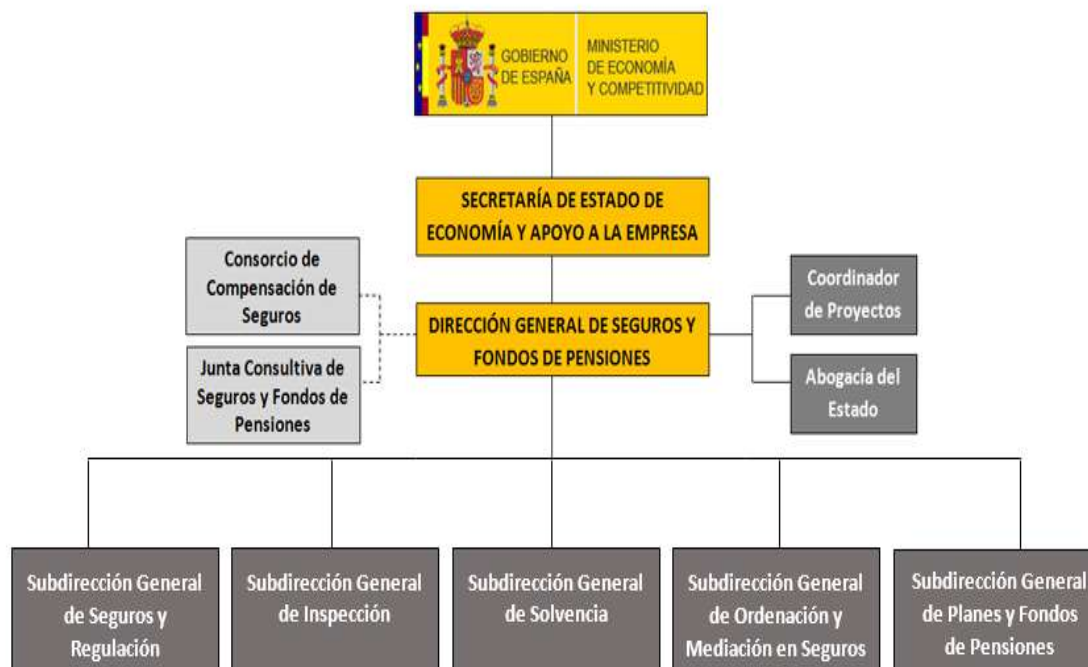 GOBIERNO
DE ESPAÑA
MINISTERIO
DE ECONOMÍA
Y COMPETITIVIDAD
SECRETARÍA DE ESTADO DE
ECONOMÍA Y APOYO A LA EMPRESA
Consorcio de
Compensación de
Seguros
Coordinador
de Proyectos
DIRECCIÓN GENERAL DE SEGUROS Y
FONDOS DE PENSIONES
Junta Consultiva de
Seguros y Fondos de
Pensiones
Abogacía del
Estado
Subdirección General
de Seguros y
Regulación
Subdirección General
de Inspección
Subdirección General
de Solvencia
Subdirección General
de Ordenación y
Mediación en Seguros
Subdirección General
de Planes y Fondos
de Pensiones